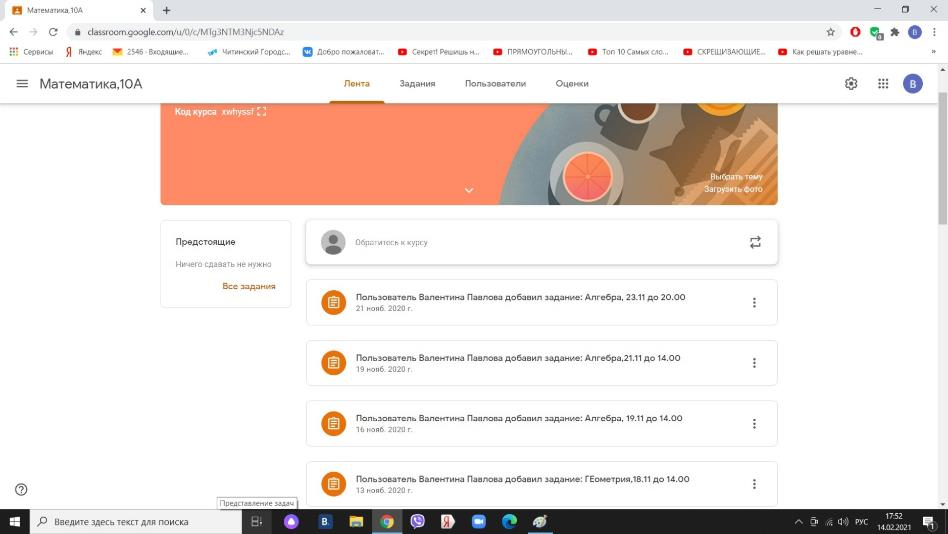 Математика,10А
classroom.google.com/u/0/c/MTg3NTM3Njc5NDAz
Сервисы Яндекс 2546 · Входящие... Читинский Городс... Добро пожаловат... Секрет! Решишь н... ПРЯМОУГОЛЬНЫ... Топ 10 Самых сло... СКРЕЩИВАЮЩИЕ... Как решать уравне... »
Математика,10А Лента Задания Пользователи Оценки В
Код курса xwhyssf
Выбрать тему
Загрузить фото
Предстоящие
Ничего сдавать не нужно
Все задания
Обратитесь к курсу
Пользователь Валентина Павлова добавил задание: Алгебра, 23.11 до 20.00
21 нояб. 2020 г.
Пользователь Валентина Павлова добавил задание: Алгебра,21.11 до 14.00
19 нояб. 2020 г.
Пользователь Валентина Павлова добавил задание: Алгебра, 19.11 до 14.00
16 нояб. 2020 г.
Пользователь Валентина Павлова добавил задание: ГЕометрия,18.11 до 14.00
13 нояб. 2020 г.
Представление задач
Введите здесь текст для поиска
РУС
17:52
14.02.2021